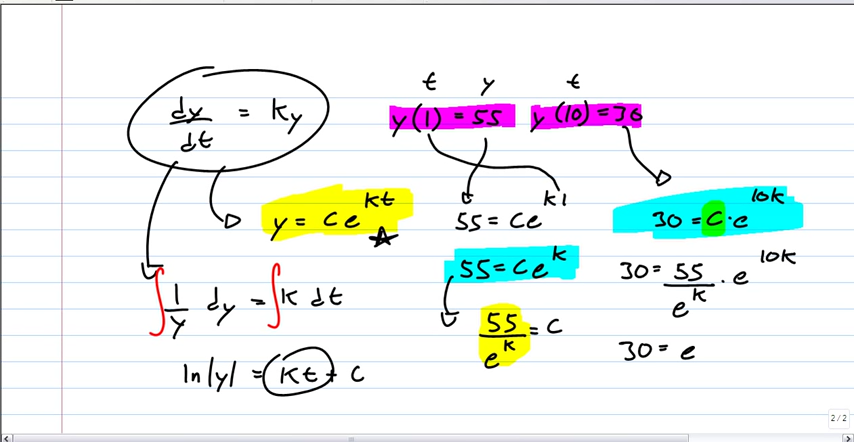 t y t
dy/dt = ky y(1) = 55 y(10) = 30
y = Ce^kt 55 = Ce^k1 30 = C · e^10k
55 = Ce^k 30 = 55/e^k · e^10k
∫ 1/y dy = ∫ k dt 55/e^k = C
ln|y| = kt + C 30 = e
2/2